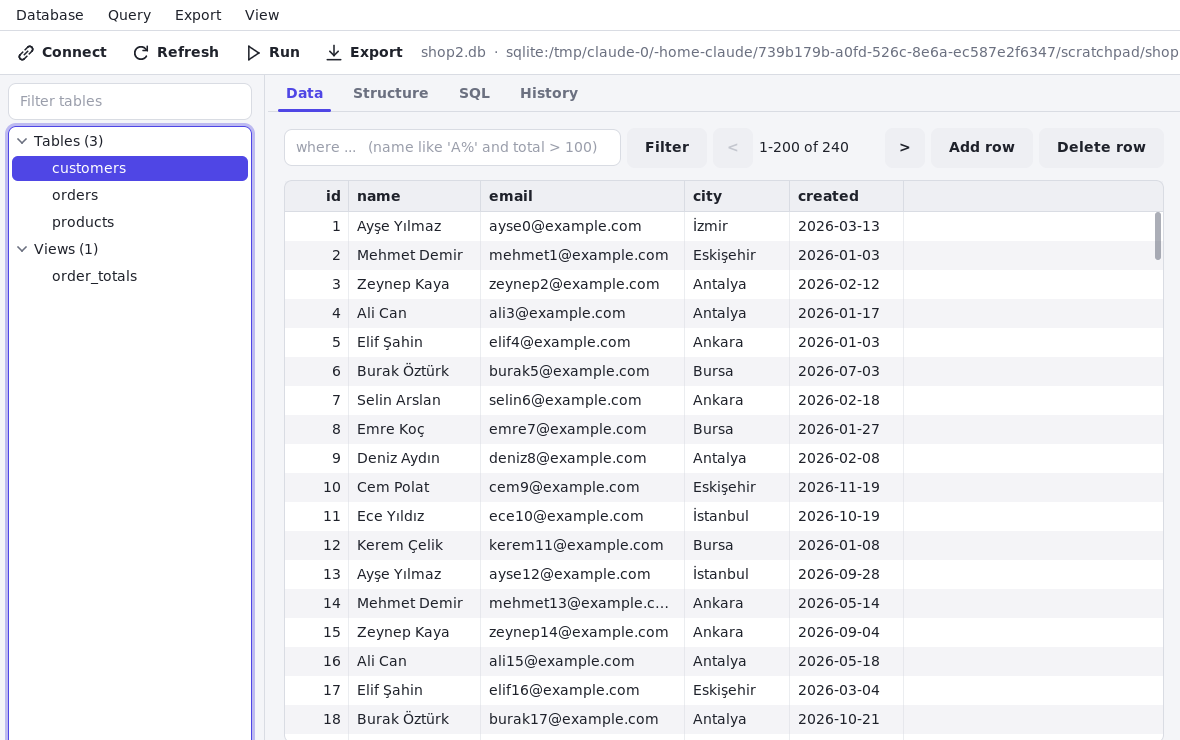 Database Query Export View
Connect Refresh Run Export shop2.db · sqlite:/tmp/claude-0/-home-claude/739b179b-a0fd-526c-8e6a-ec587e2f6347/scratchpad/shop
Filter tables
Tables (3)
customers
orders
products
Views (1)
order_totals
Data Structure SQL History
where ... (name like 'A%' and total > 100) Filter < 1-200 of 240 > Add row Delete row
id name email city created
1 Ayşe Yılmaz ayse0@example.com İzmir 2026-03-13
2 Mehmet Demir mehmet1@example.com Eskişehir 2026-01-03
3 Zeynep Kaya zeynep2@example.com Antalya 2026-02-12
4 Ali Can ali3@example.com Antalya 2026-01-17
5 Elif Şahin elif4@example.com Ankara 2026-01-03
6 Burak Öztürk burak5@example.com Bursa 2026-07-03
7 Selin Arslan selin6@example.com Ankara 2026-02-18
8 Emre Koç emre7@example.com Bursa 2026-01-27
9 Deniz Aydın deniz8@example.com Antalya 2026-02-08
10 Cem Polat cem9@example.com Eskişehir 2026-11-19
11 Ece Yıldız ece10@example.com İstanbul 2026-10-19
12 Kerem Çelik kerem11@example.com Bursa 2026-01-08
13 Ayşe Yılmaz ayse12@example.com İstanbul 2026-09-28
14 Mehmet Demir mehmet13@example.c… Ankara 2026-05-14
15 Zeynep Kaya zeynep14@example.com Ankara 2026-09-04
16 Ali Can ali15@example.com Antalya 2026-05-18
17 Elif Şahin elif16@example.com Eskişehir 2026-03-04
18 Burak Öztürk burak17@example.com Antalya 2026-10-21